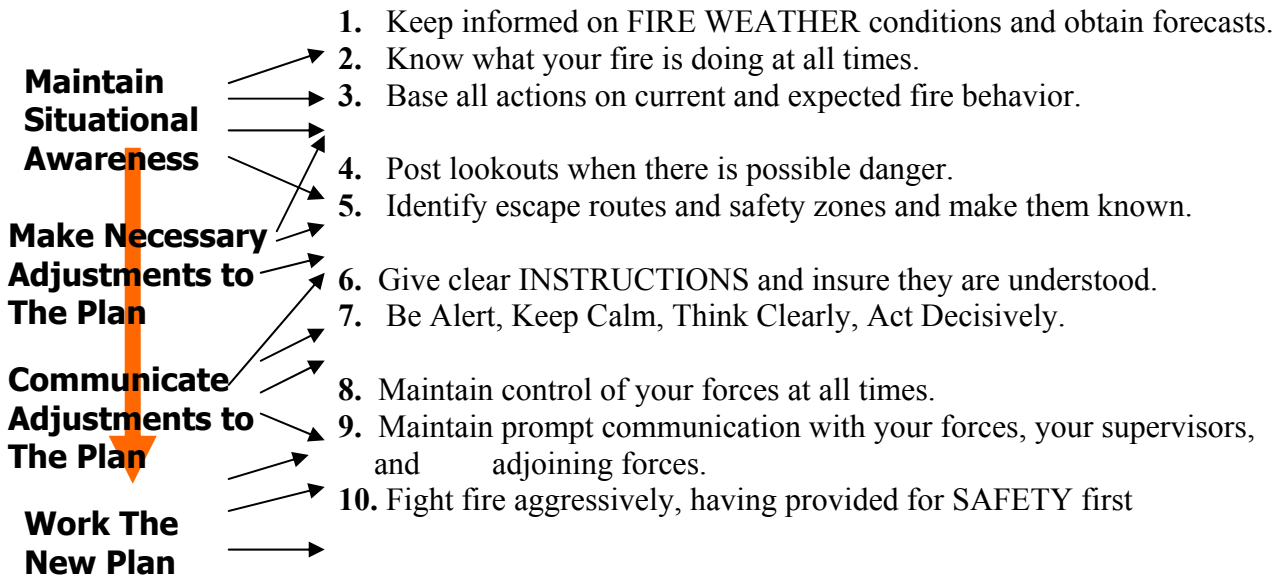 1. Keep informed on FIRE WEATHER conditions and obtain forecasts.
2. Know what your fire is doing at all times.
3. Base all actions on current and expected fire behavior.
4. Post lookouts when there is possible danger.
5. Identify escape routes and safety zones and make them known.
6. Give clear INSTRUCTIONS and insure they are understood.
7. Be Alert, Keep Calm, Think Clearly, Act Decisively.
8. Maintain control of your forces at all times.
9. Maintain prompt communication with your forces, your supervisors,
and adjoining forces.
10. Fight fire aggressively, having provided for SAFETY first
Maintain
Situational
Awareness
Make Necessary
Adjustments to
The Plan
Communicate
Adjustments to
The Plan
Work The
New Plan